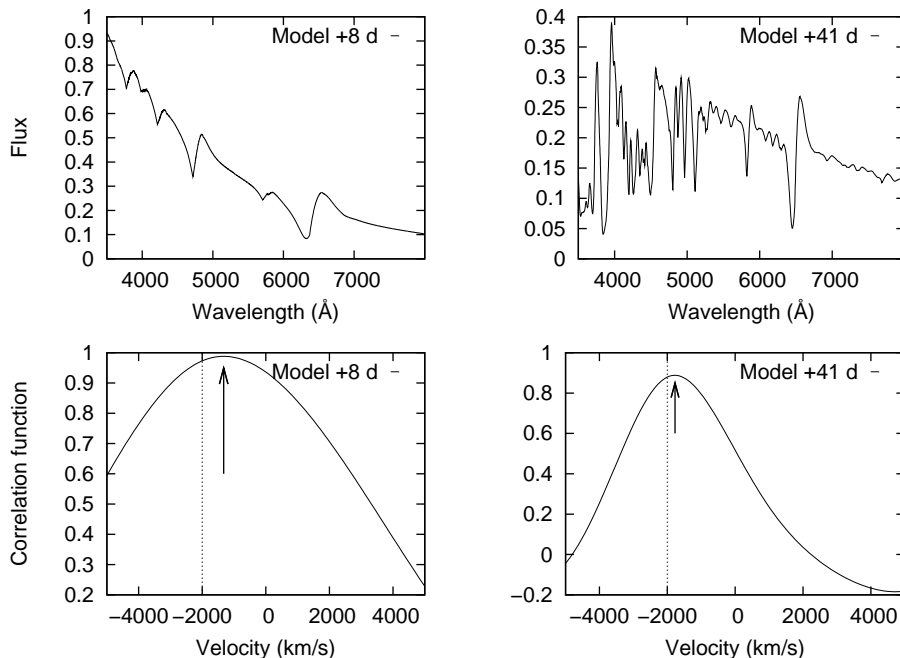 Model +8 d
Flux
1
0.9
0.8
0.7
0.6
0.5
0.4
0.3
0.2
0.1
0
4000 5000 6000 7000
Wavelength (Å)
Model +41 d
0.4
0.35
0.3
0.25
0.2
0.15
0.1
0.05
0
4000 5000 6000 7000
Wavelength (Å)
Model +8 d
Correlation function
1
0.9
0.8
0.7
0.6
0.5
0.4
0.3
0.2
−4000 −2000 0 2000 4000
Velocity (km/s)
Model +41 d
1
0.8
0.4
0
−0.2
−4000 −2000 0 2000 4000
Velocity (km/s)